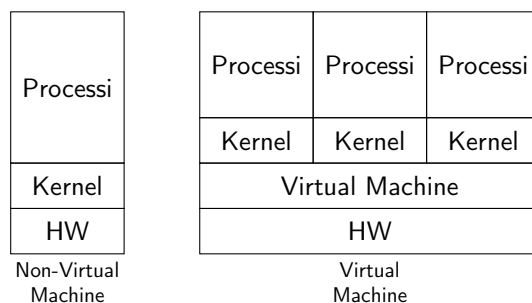 Processi
Kernel
HW
Non-Virtual
Machine
Processi Processi Processi
Kernel Kernel Kernel
Virtual Machine
HW
Virtual
Machine